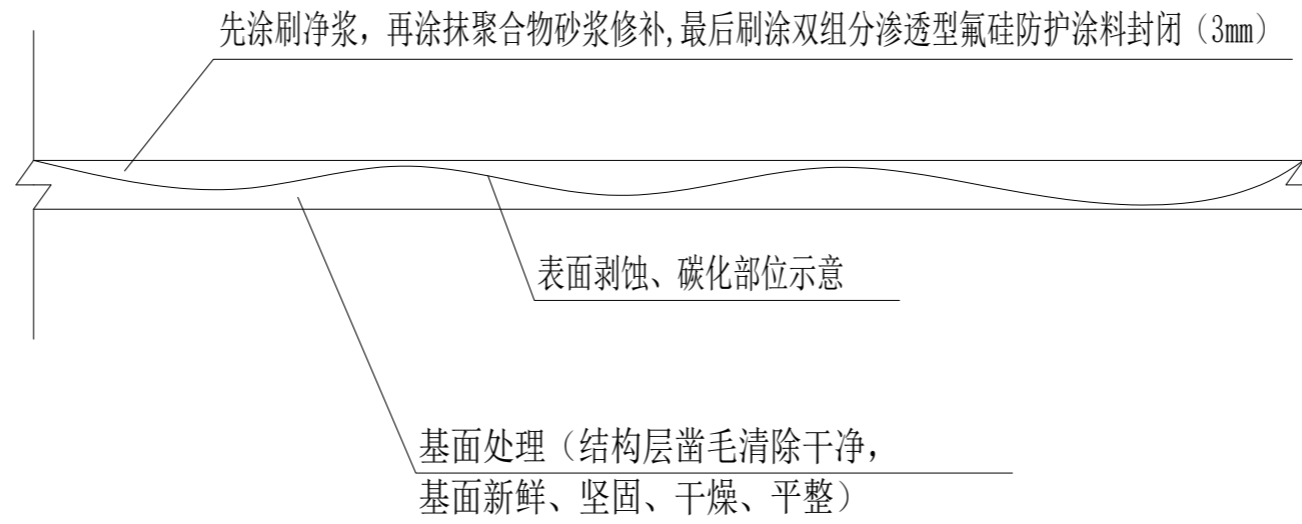 先涂刷净浆，再涂抹聚合物砂浆修补,最后刷涂双组分渗透型氟硅防护涂料封闭（3mm）
表面剥蚀、碳化部位示意
基面处理（结构层凿毛清除干净，
基面新鲜、坚固、干燥、平整）